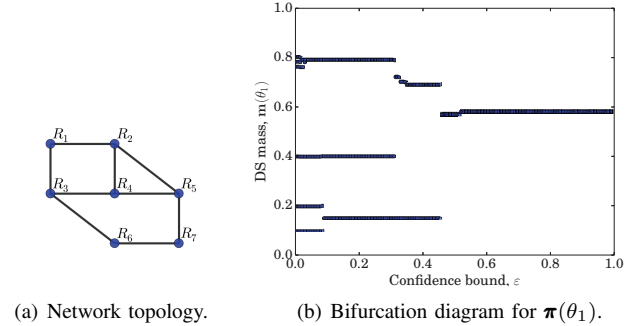 R₁
R₂
R₃
R₄
R₅
R₆
R₇
(a) Network topology.
1.0
0.8
0.6
0.4
0.2
0.0
DS mass, m(θ₁)
0.0 0.2 0.4 0.6 0.8 1.0
Confidence bound, ε
(b) Bifurcation diagram for π(θ₁).